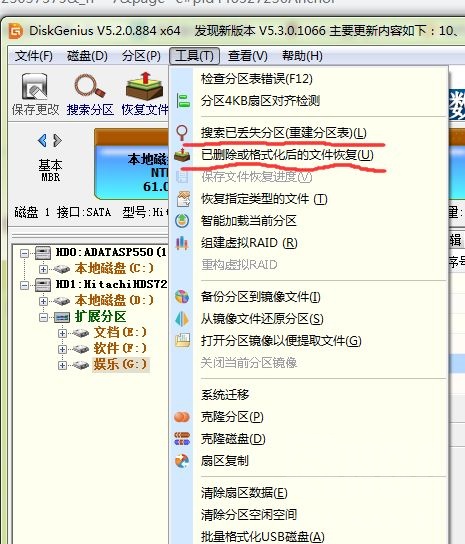 DiskGenius V5.2.0.884 x64 发现新版本 V5.3.0.1066 主要更新内容如下：10、
文件(F) 磁盘(D) 分区(P) 工具(T) 硬盘(H) 帮助(H)
保存更改 搜索分区 恢复文件
数
检查分区表错误(F12)
分区4KB扇区对齐检测
搜索已丢失分区(重建分区表)(L)
已删除或格式化后的文件恢复(U)
保存文件恢复进度(V)
恢复指定类型的文件 (T)
智能加载当前分区
组建虚拟RAID (R)
重构虚拟RAID
备份分区到镜像文件(I)
从镜像文件还原分区(S)
打开分区镜像以便提取文件(G)
关闭当前分区镜像
系统迁移
克隆分区(P)
克隆磁盘(D)
扇区复制
清除扇区数据(E)
清除分区空闲空间
批量格式化USB磁盘(A)
基本
MBR
本地磁
NT
61.0
磁盘 1 接口:SATA 型号:Hit
HD0:ADATASP550(1
本地磁盘(C:)
HD1:HitachiHDS72
本地磁盘(D:)
扩展分区
文档(E:)
软件(F:)
娱乐(G:)